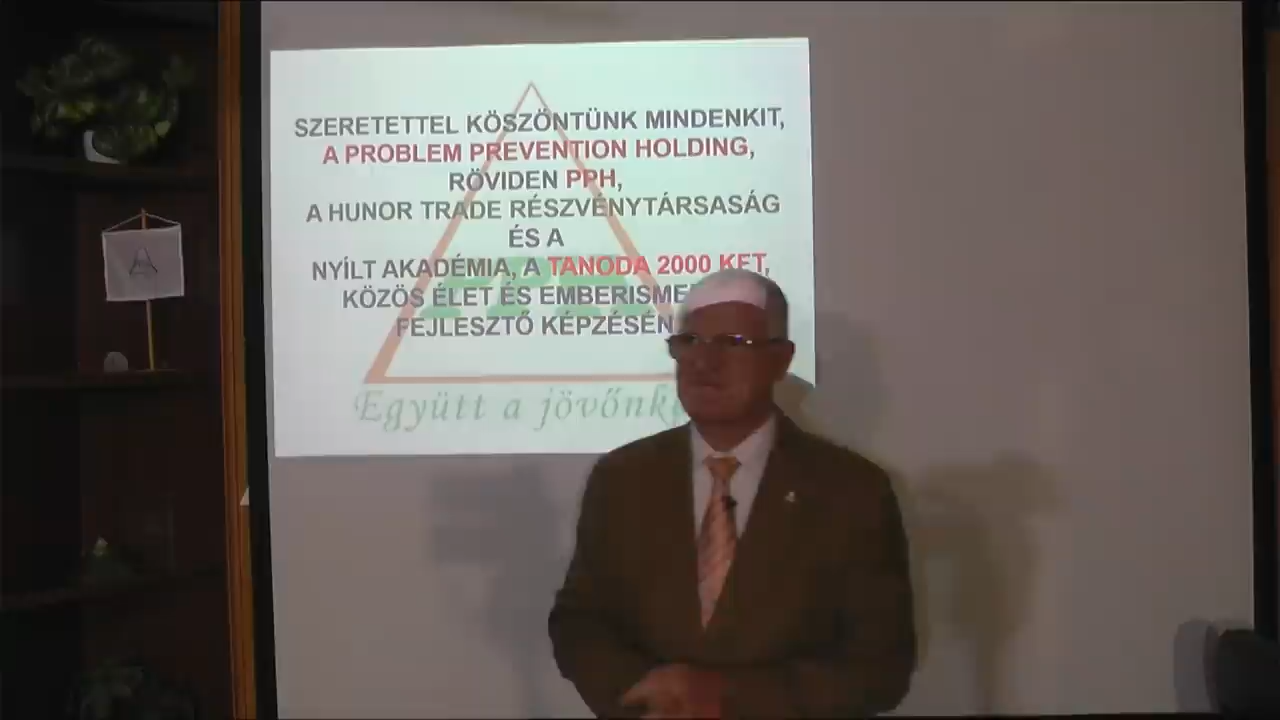 SZERETETTEL KÖSZÖNTÜNK MINDENKIT,
A PROBLEM PREVENTION HOLDING,
RÖVIDEN PPH,
A HUNOR TRADE RÉSZVÉNYTÁRSASÁG
ÉS A
NYÍLT AKADÉMIA, A TANODA 2000 KFT,
KÖZÖS ÉLET ÉS
FEJLESZTŐ
PPH
Együtt a